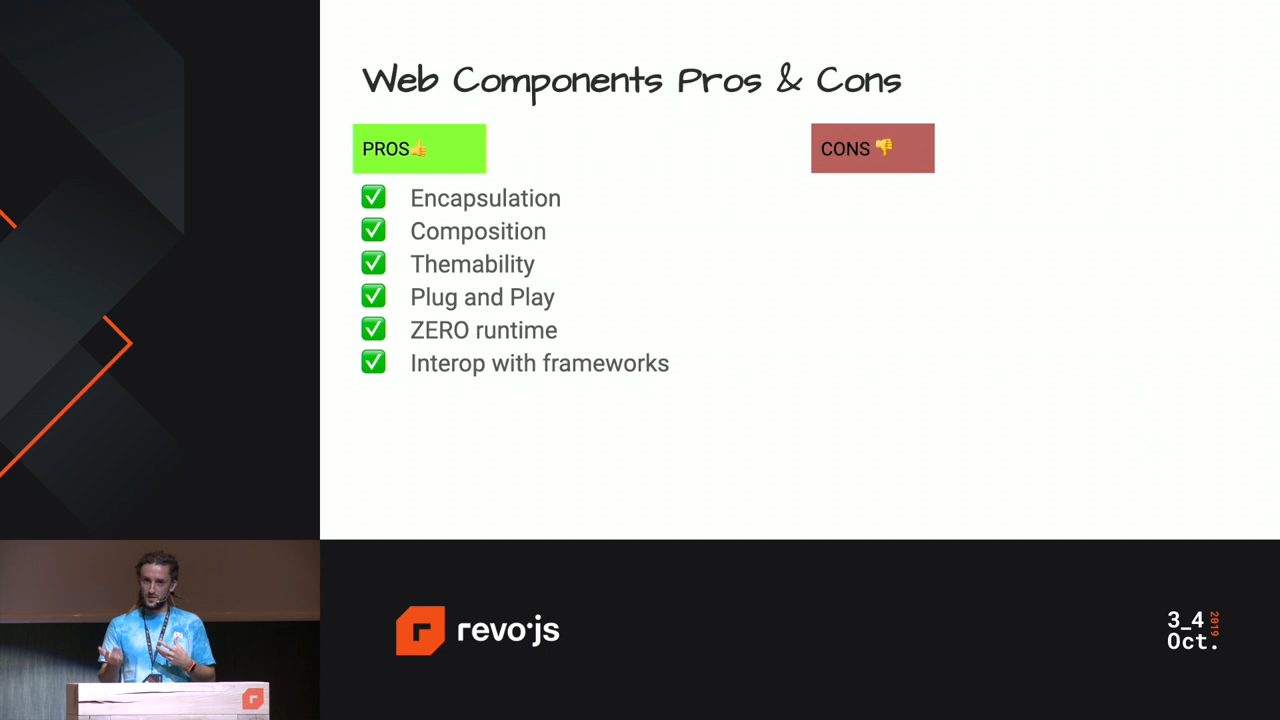 Web Components Pros & Cons
PROS👍
CONS 👎
✅ Encapsulation
✅ Composition
✅ Themability
✅ Plug and Play
✅ ZERO runtime
✅ Interop with frameworks
r revo·js
3_4 2019
Oct.
r